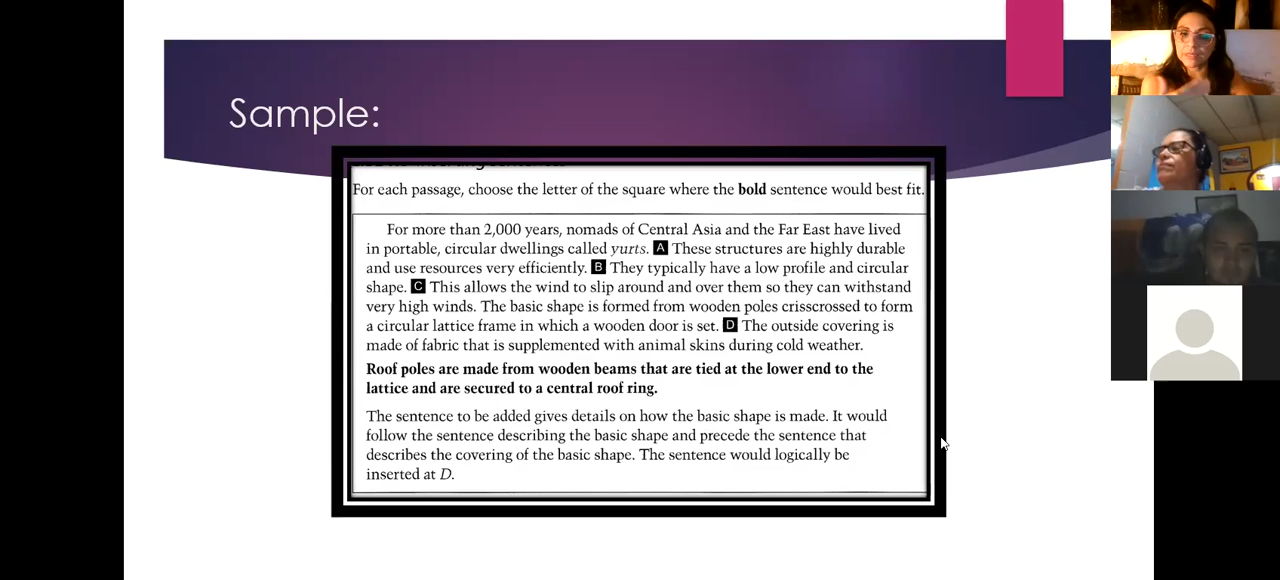 Sample:
For each passage, choose the letter of the square where the bold sentence would best fit.
For more than 2,000 years, nomads of Central Asia and the Far East have lived
in portable, circular dwellings called yurts. A These structures are highly durable
and use resources very efficiently. B They typically have a low profile and circular
shape. C This allows the wind to slip around and over them so they can withstand
very high winds. The basic shape is formed from wooden poles crisscrossed to form
a circular lattice frame in which a wooden door is set. D The outside covering is
made of fabric that is supplemented with animal skins during cold weather.
Roof poles are made from wooden beams that are tied at the lower end to the
lattice and are secured to a central roof ring.
The sentence to be added gives details on how the basic shape is made. It would
follow the sentence describing the basic shape and precede the sentence that
describes the covering of the basic shape. The sentence would logically be
inserted at D.